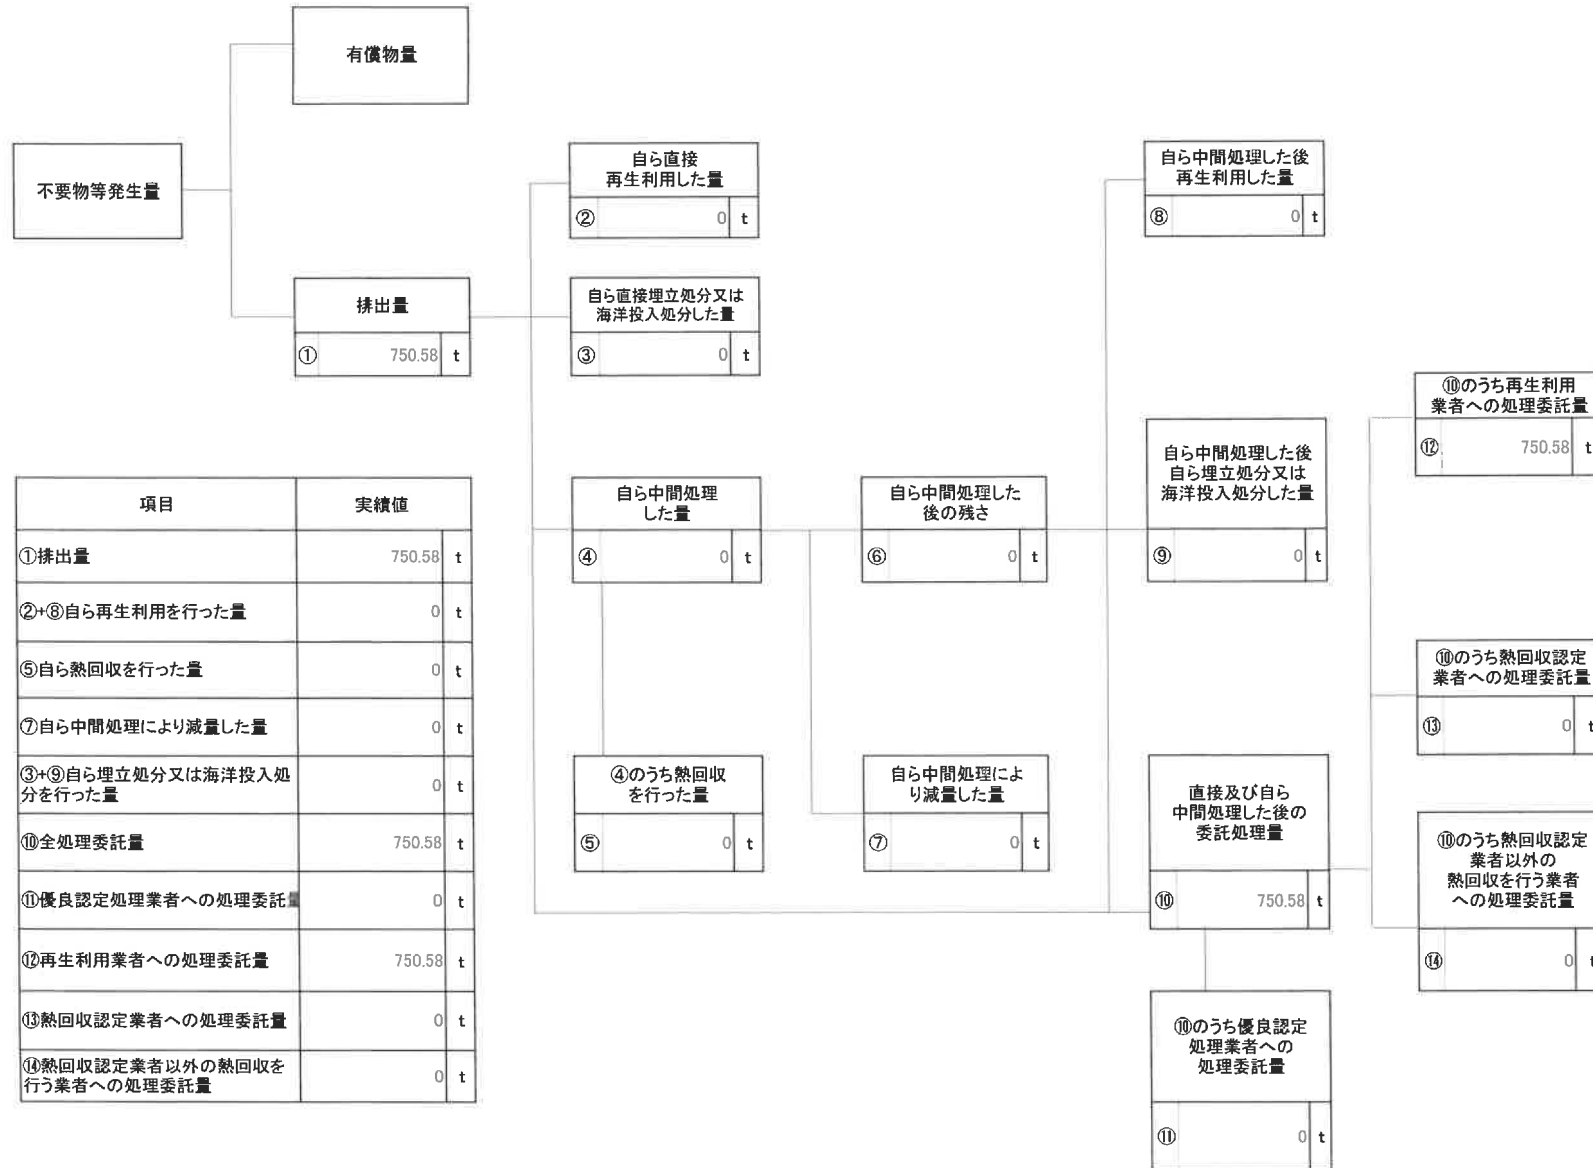 有償物量
不要物等発生量
排出量
① 750.58 t
自ら直接
再生利用した量
② 0 t
自ら直接埋立処分又は
海洋投入処分した量
③ 0 t
自ら中間処理
した量
④ 0 t
④のうち熱回収
を行った量
⑤ 0 t
自ら中間処理した
後の残さ
⑥ 0 t
自ら中間処理によ
り減量した量
⑦ 0 t
自ら中間処理した後
再生利用した量
⑧ 0 t
自ら中間処理した後
自ら埋立処分又は
海洋投入処分した量
⑨ 0 t
直接及び自ら
中間処理した後の
委託処理量
⑩ 750.58 t
⑩のうち優良認定
処理業者への
処理委託量
⑪ 0 t
⑩のうち再生利用
業者への処理委託量
⑫ 750.58 t
⑩のうち熱回収認定
業者への処理委託量
⑬ 0 t
⑩のうち熱回収認定
業者以外の
熱回収を行う業者
への処理委託量
⑭ 0 t
項目 実績値
①排出量 750.58 t
②+⑧自ら再生利用を行った量 0 t
⑤自ら熱回収を行った量 0 t
⑦自ら中間処理により減量した量 0 t
③+⑨自ら埋立処分又は海洋投入処
分を行った量 0 t
⑩全処理委託量 750.58 t
⑪優良認定処理業者への処理委託量 0 t
⑫再生利用業者への処理委託量 750.58 t
⑬熱回収認定業者への処理委託量 0 t
⑭熱回収認定業者以外の熱回収を
行う業者への処理委託量 0 t